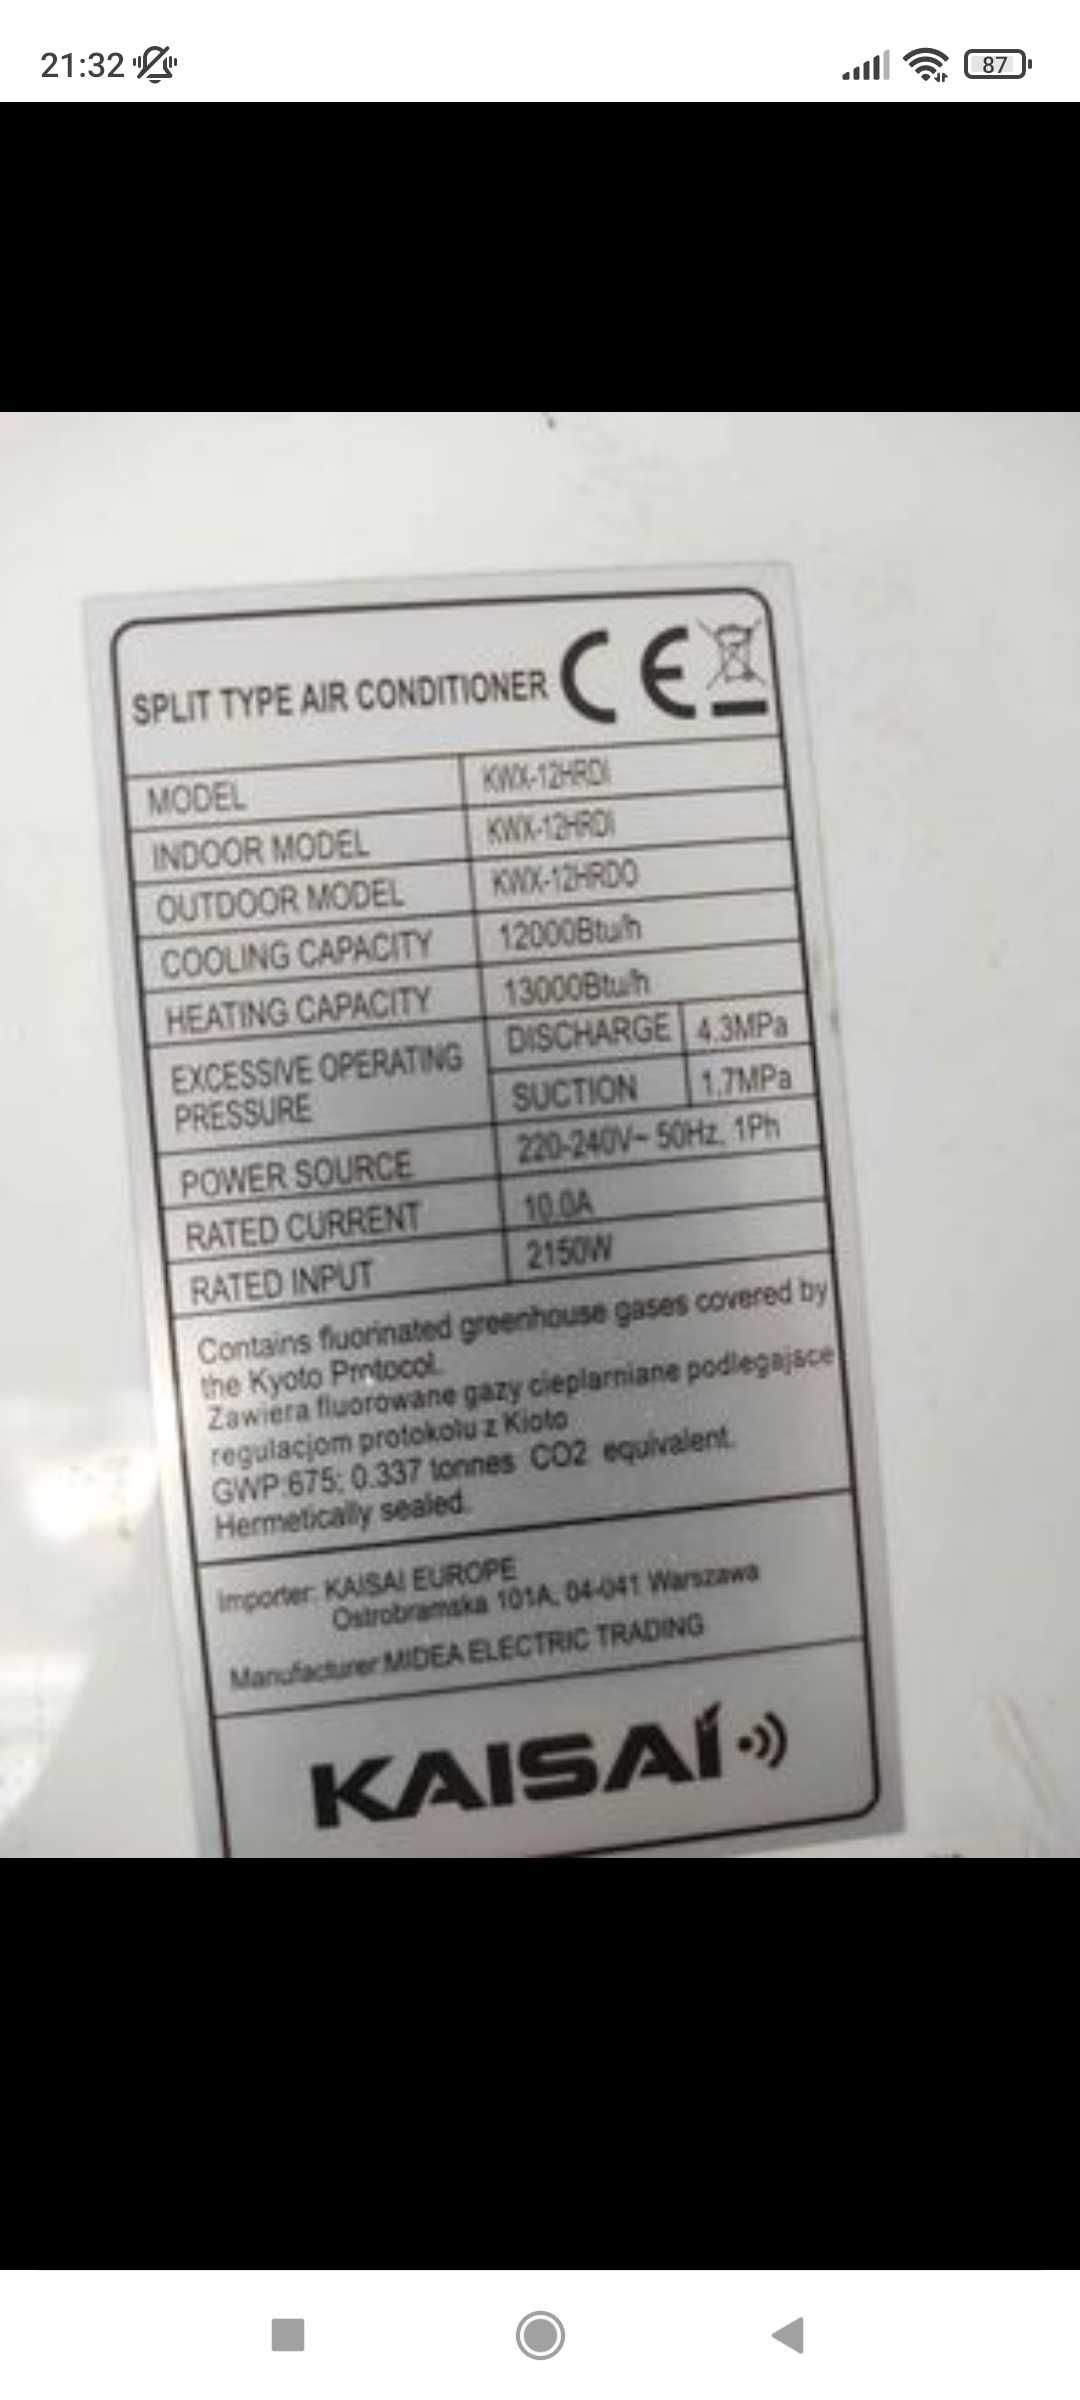 21:32
87
SPLIT TYPE AIR CONDITIONER CE
MODEL KWX-12HRDI
INDOOR MODEL KWX-12HRDI
OUTDOOR MODEL KWX-12HRDO
COOLING CAPACITY 12000Btu/h
HEATING CAPACITY 13000Btu/h
EXCESSIVE OPERATING PRESSURE DISCHARGE 4.3MPa
SUCTION 1.7MPa
POWER SOURCE 220-240V~ 50Hz, 1Ph
RATED CURRENT 10.0A
RATED INPUT 2150W
Contains fluorinated greenhouse gases covered by
the Kyoto Protocol.
Zawiera fluorowane gazy cieplarniane podlegajace
regulacjom protokolu z Kioto
GWP:675; 0.337 tonnes CO2 equivalent.
Hermetically sealed.
Importer: KAISAI EUROPE
Ostrobramska 101A, 04-041 Warszawa
Manufacturer:MIDEA ELECTRIC TRADING
KAISAI